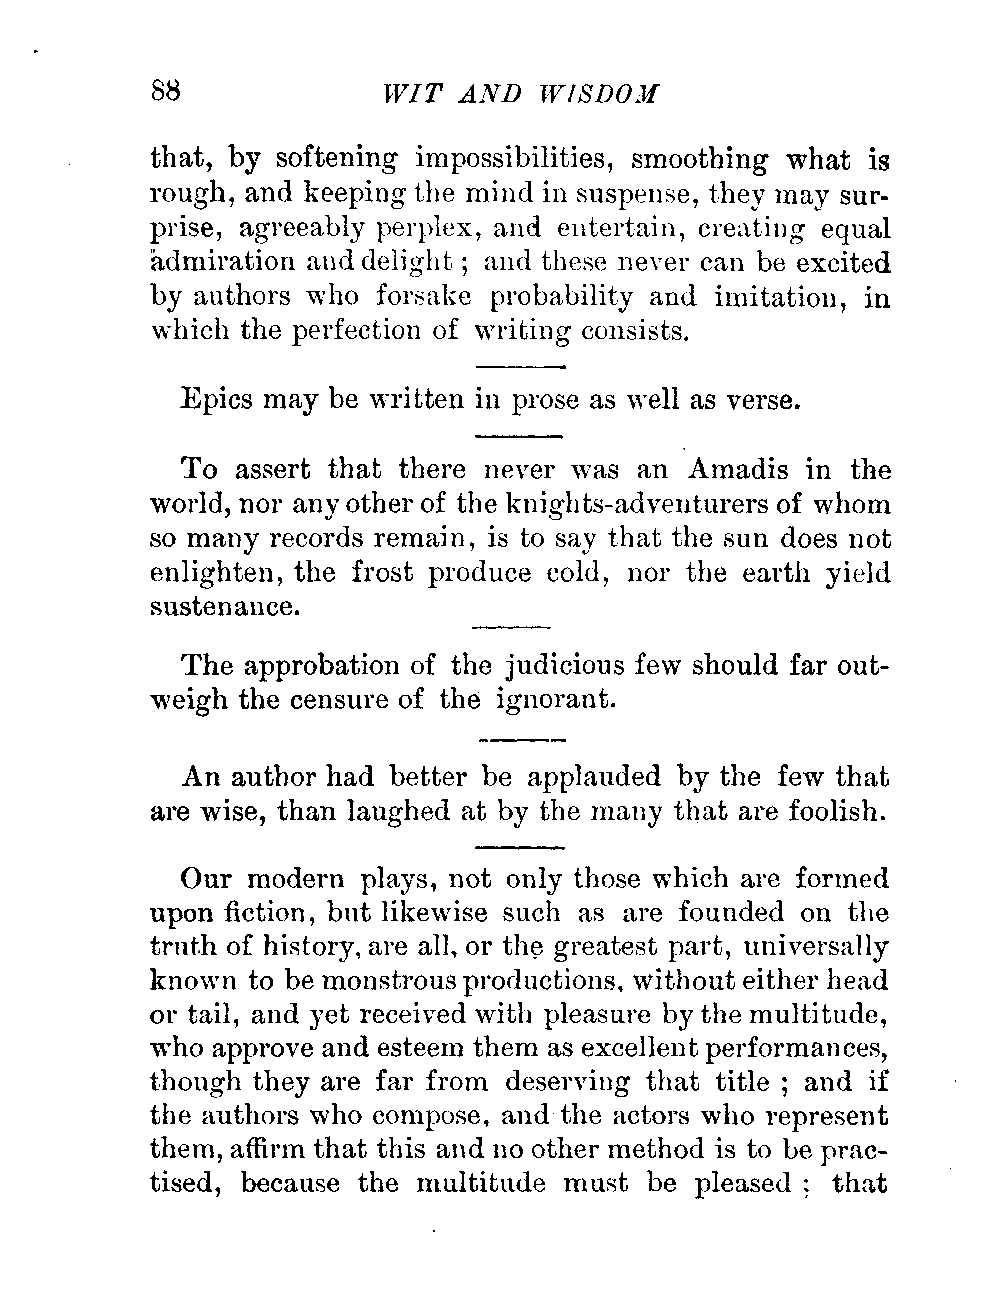 88 WIT AND WISDOM
that, by softening impossibilities, smoothing what is
rough, and keeping the mind in suspense, they may sur-
prise, agreeably perplex, and entertain, creating equal
admiration and delight ; and these never can be excited
by authors who forsake probability and imitation, in
which the perfection of writing consists.
Epics may be written in prose as well as verse.
To assert that there never was an Amadis in the
world, nor any other of the knights-adventurers of whom
so many records remain, is to say that the sun does not
enlighten, the frost produce cold, nor the earth yield
sustenance.
The approbation of the judicious few should far out-
weigh the censure of the ignorant.
An author had better be applauded by the few that
are wise, than laughed at by the many that are foolish.
Our modern plays, not only those which are formed
upon fiction, but likewise such as are founded on the
truth of history, are all, or the greatest part, universally
known to be monstrous productions, without either head
or tail, and yet received with pleasure by the multitude,
who approve and esteem them as excellent performances,
though they are far from deserving that title ; and if
the authors who compose, and the actors who represent
them, affirm that this and no other method is to be prac-
tised, because the multitude must be pleased ; that